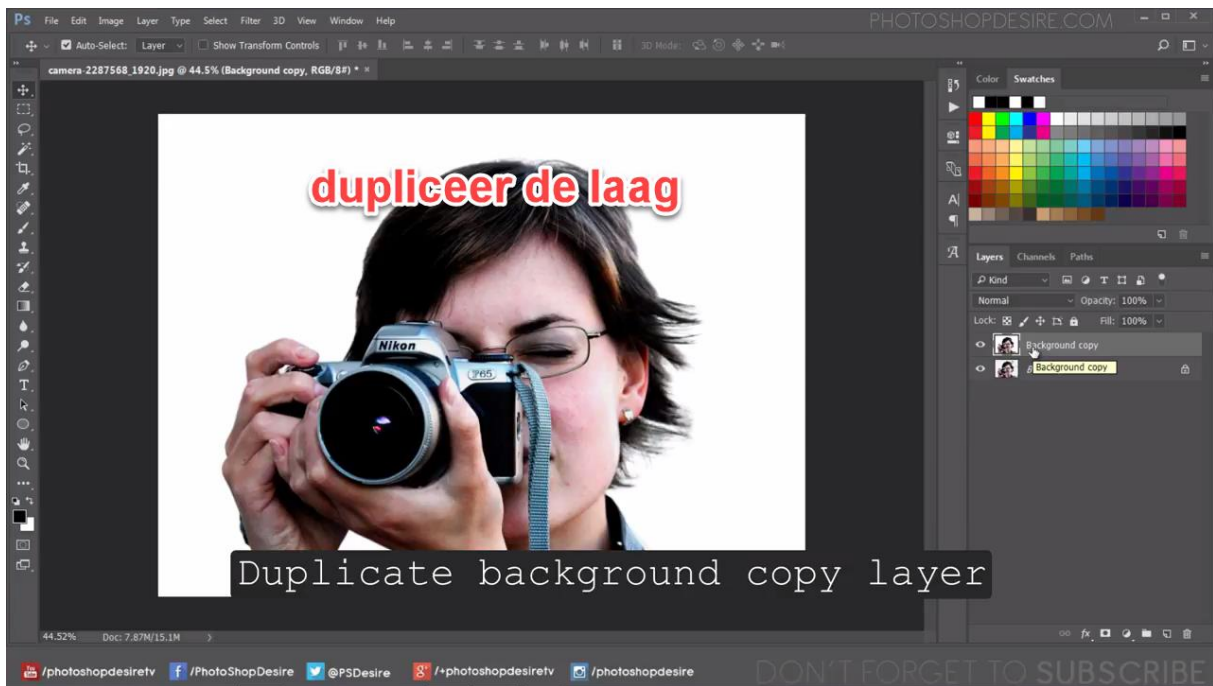 Ps File Edit Image Layer Type Select Filter 3D View Window Help
PHOTOSHOPDESIRE.COM
Auto-Select: Layer Show Transform Controls 3D Mode:
camera-2287568_1920.jpg @ 44.5% (Background copy, RGB/8#) * ×
Color Swatches
dupliceer de laag
Nikon
F65
Layers Channels Paths
Kind
Normal Opacity: 100%
Lock: Fill: 100%
Background copy
Background copy
Duplicate background copy layer
44.52% Doc: 7.87M/15.1M
fx
/photoshopdesiretv /PhotoShopDesire @PSDesire /+photoshopdesiretv /photoshopdesire
DON'T FORGET TO SUBSCRIBE